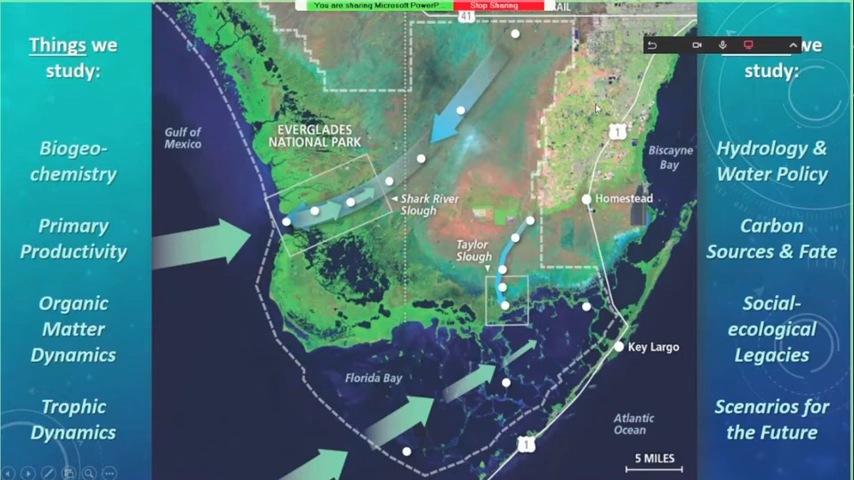 You are sharing Microsoft PowerP...
Stop Sharing
Things we
study:
Biogeo-
chemistry
Primary
Productivity
Organic
Matter
Dynamics
Trophic
Dynamics
41
RAIL
Gulf of
Mexico
EVERGLADES
NATIONAL PARK
Shark River
Slough
Taylor
Slough
1
Biscayne
Bay
Homestead
Key Largo
Florida Bay
Atlantic
Ocean
1
5 MILES
we
study:
Hydrology &
Water Policy
Carbon
Sources & Fate
Social-
ecological
Legacies
Scenarios for
the Future